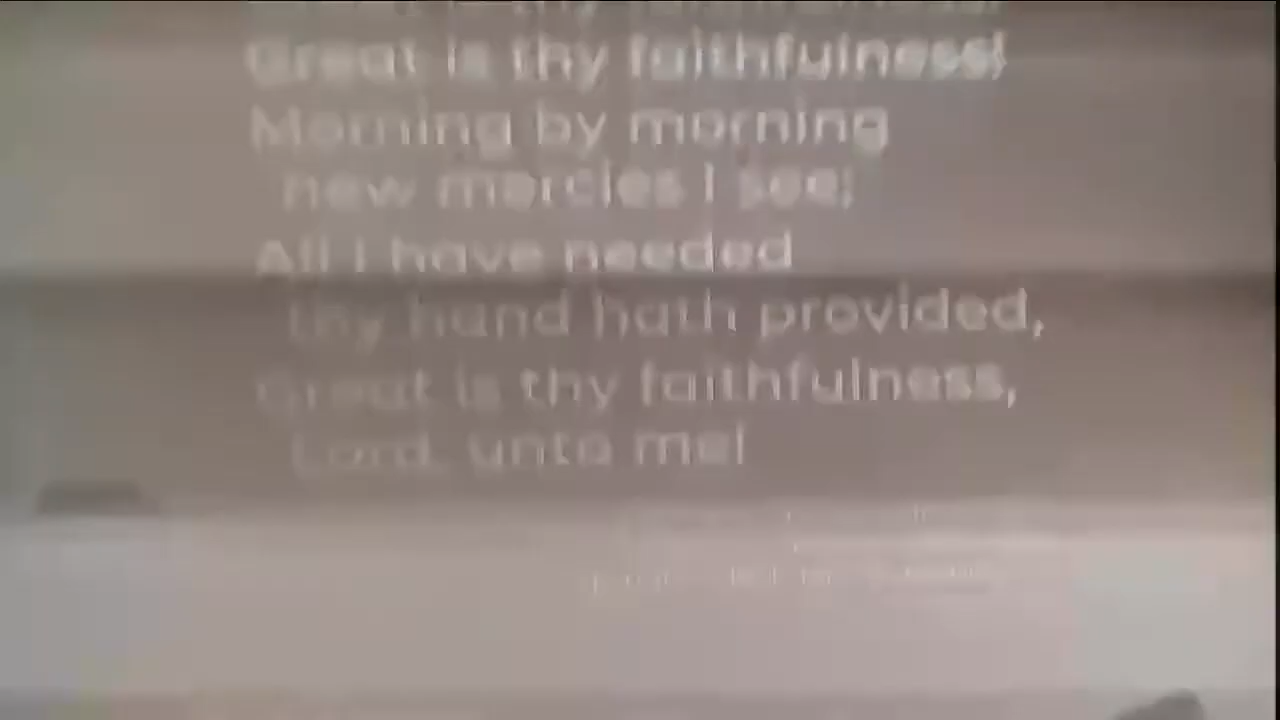 Great is thy faithfulness!
Morning by morning
new mercies I see;
All I have needed
thy hand hath provided,
Great is thy faithfulness,
Lord, unto me!